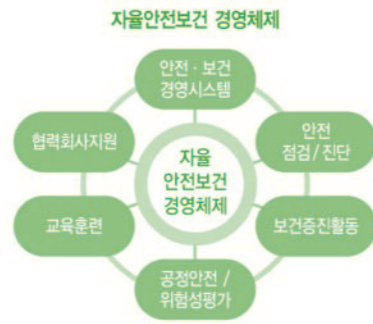 자율안전보건 경영체제
안전 · 보건
경영시스템
협력회사지원
안전
점검 / 진단
자율
안전보건
경영체제
교육훈련
보건증진활동
공정안전 /
위험성평가